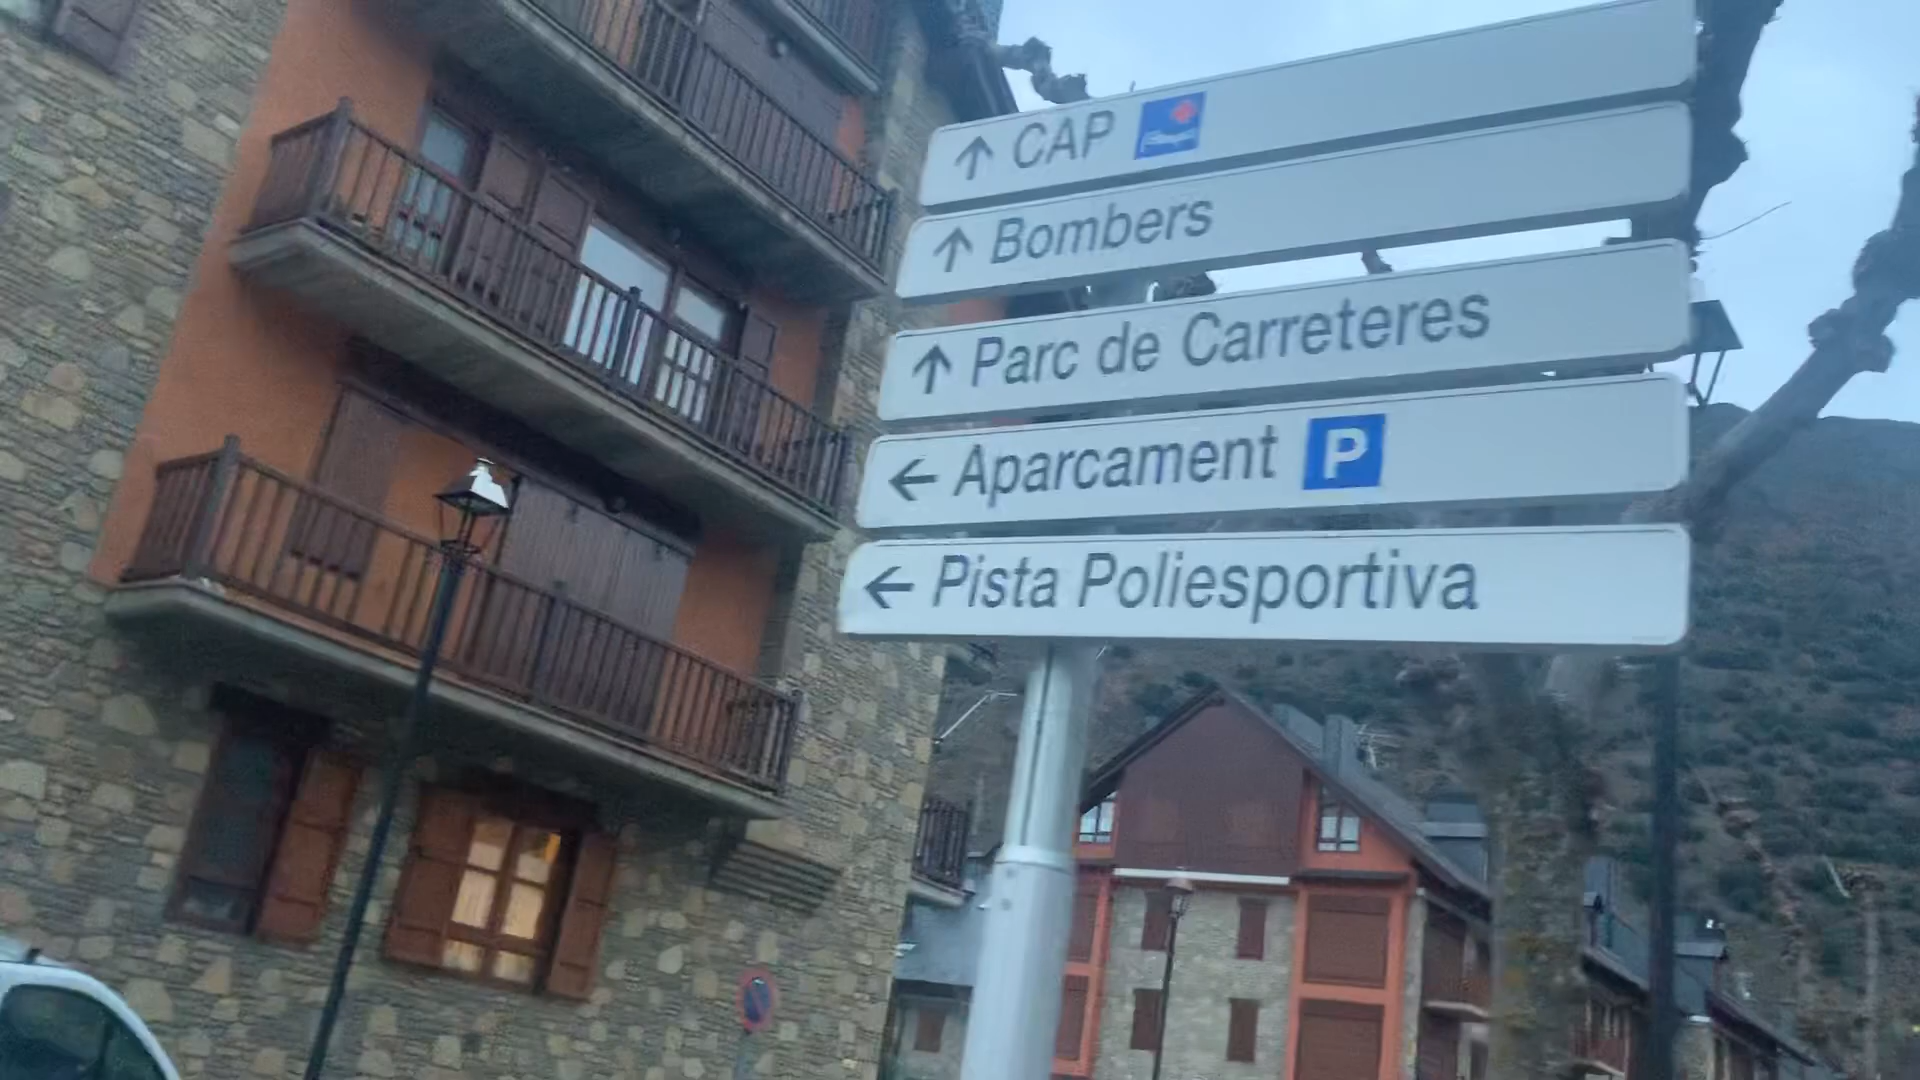 CAP
Bombers
Parc de Carreteres
Aparcament P
Pista Poliesportiva